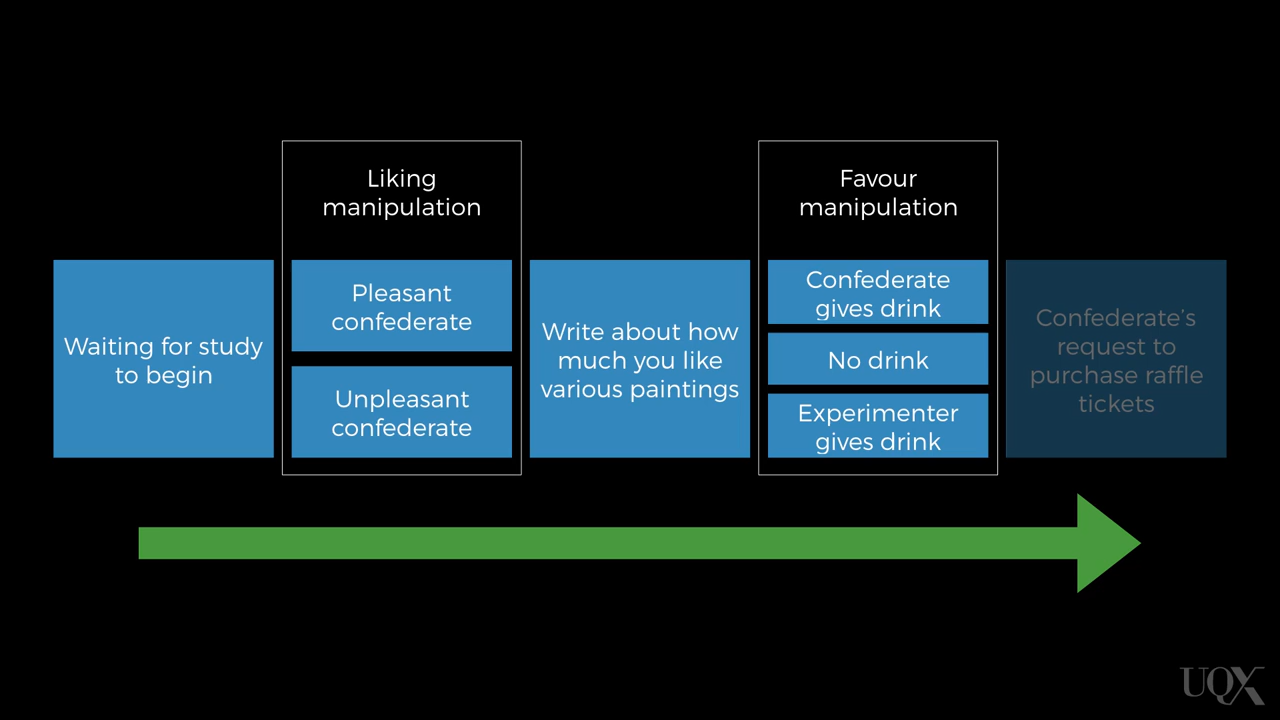 Liking
manipulation
Favour
manipulation
Waiting for study
to begin
Pleasant
confederate
Unpleasant
confederate
Write about how
much you like
various paintings
Confederate
gives drink
No drink
Experimenter
gives drink
Confederate's
request to
purchase raffle
tickets
UQX